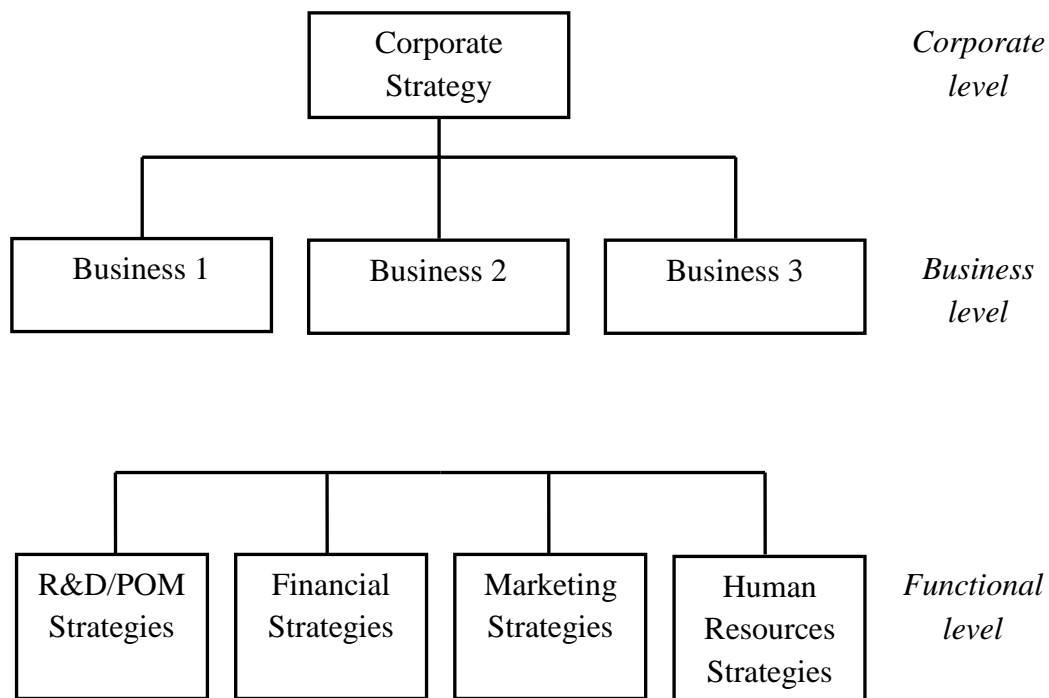 Corporate
Strategy
Corporate
level
Business 1
Business 2
Business 3
Business
level
R&D/POM
Strategies
Financial
Strategies
Marketing
Strategies
Human
Resources
Strategies
Functional
level